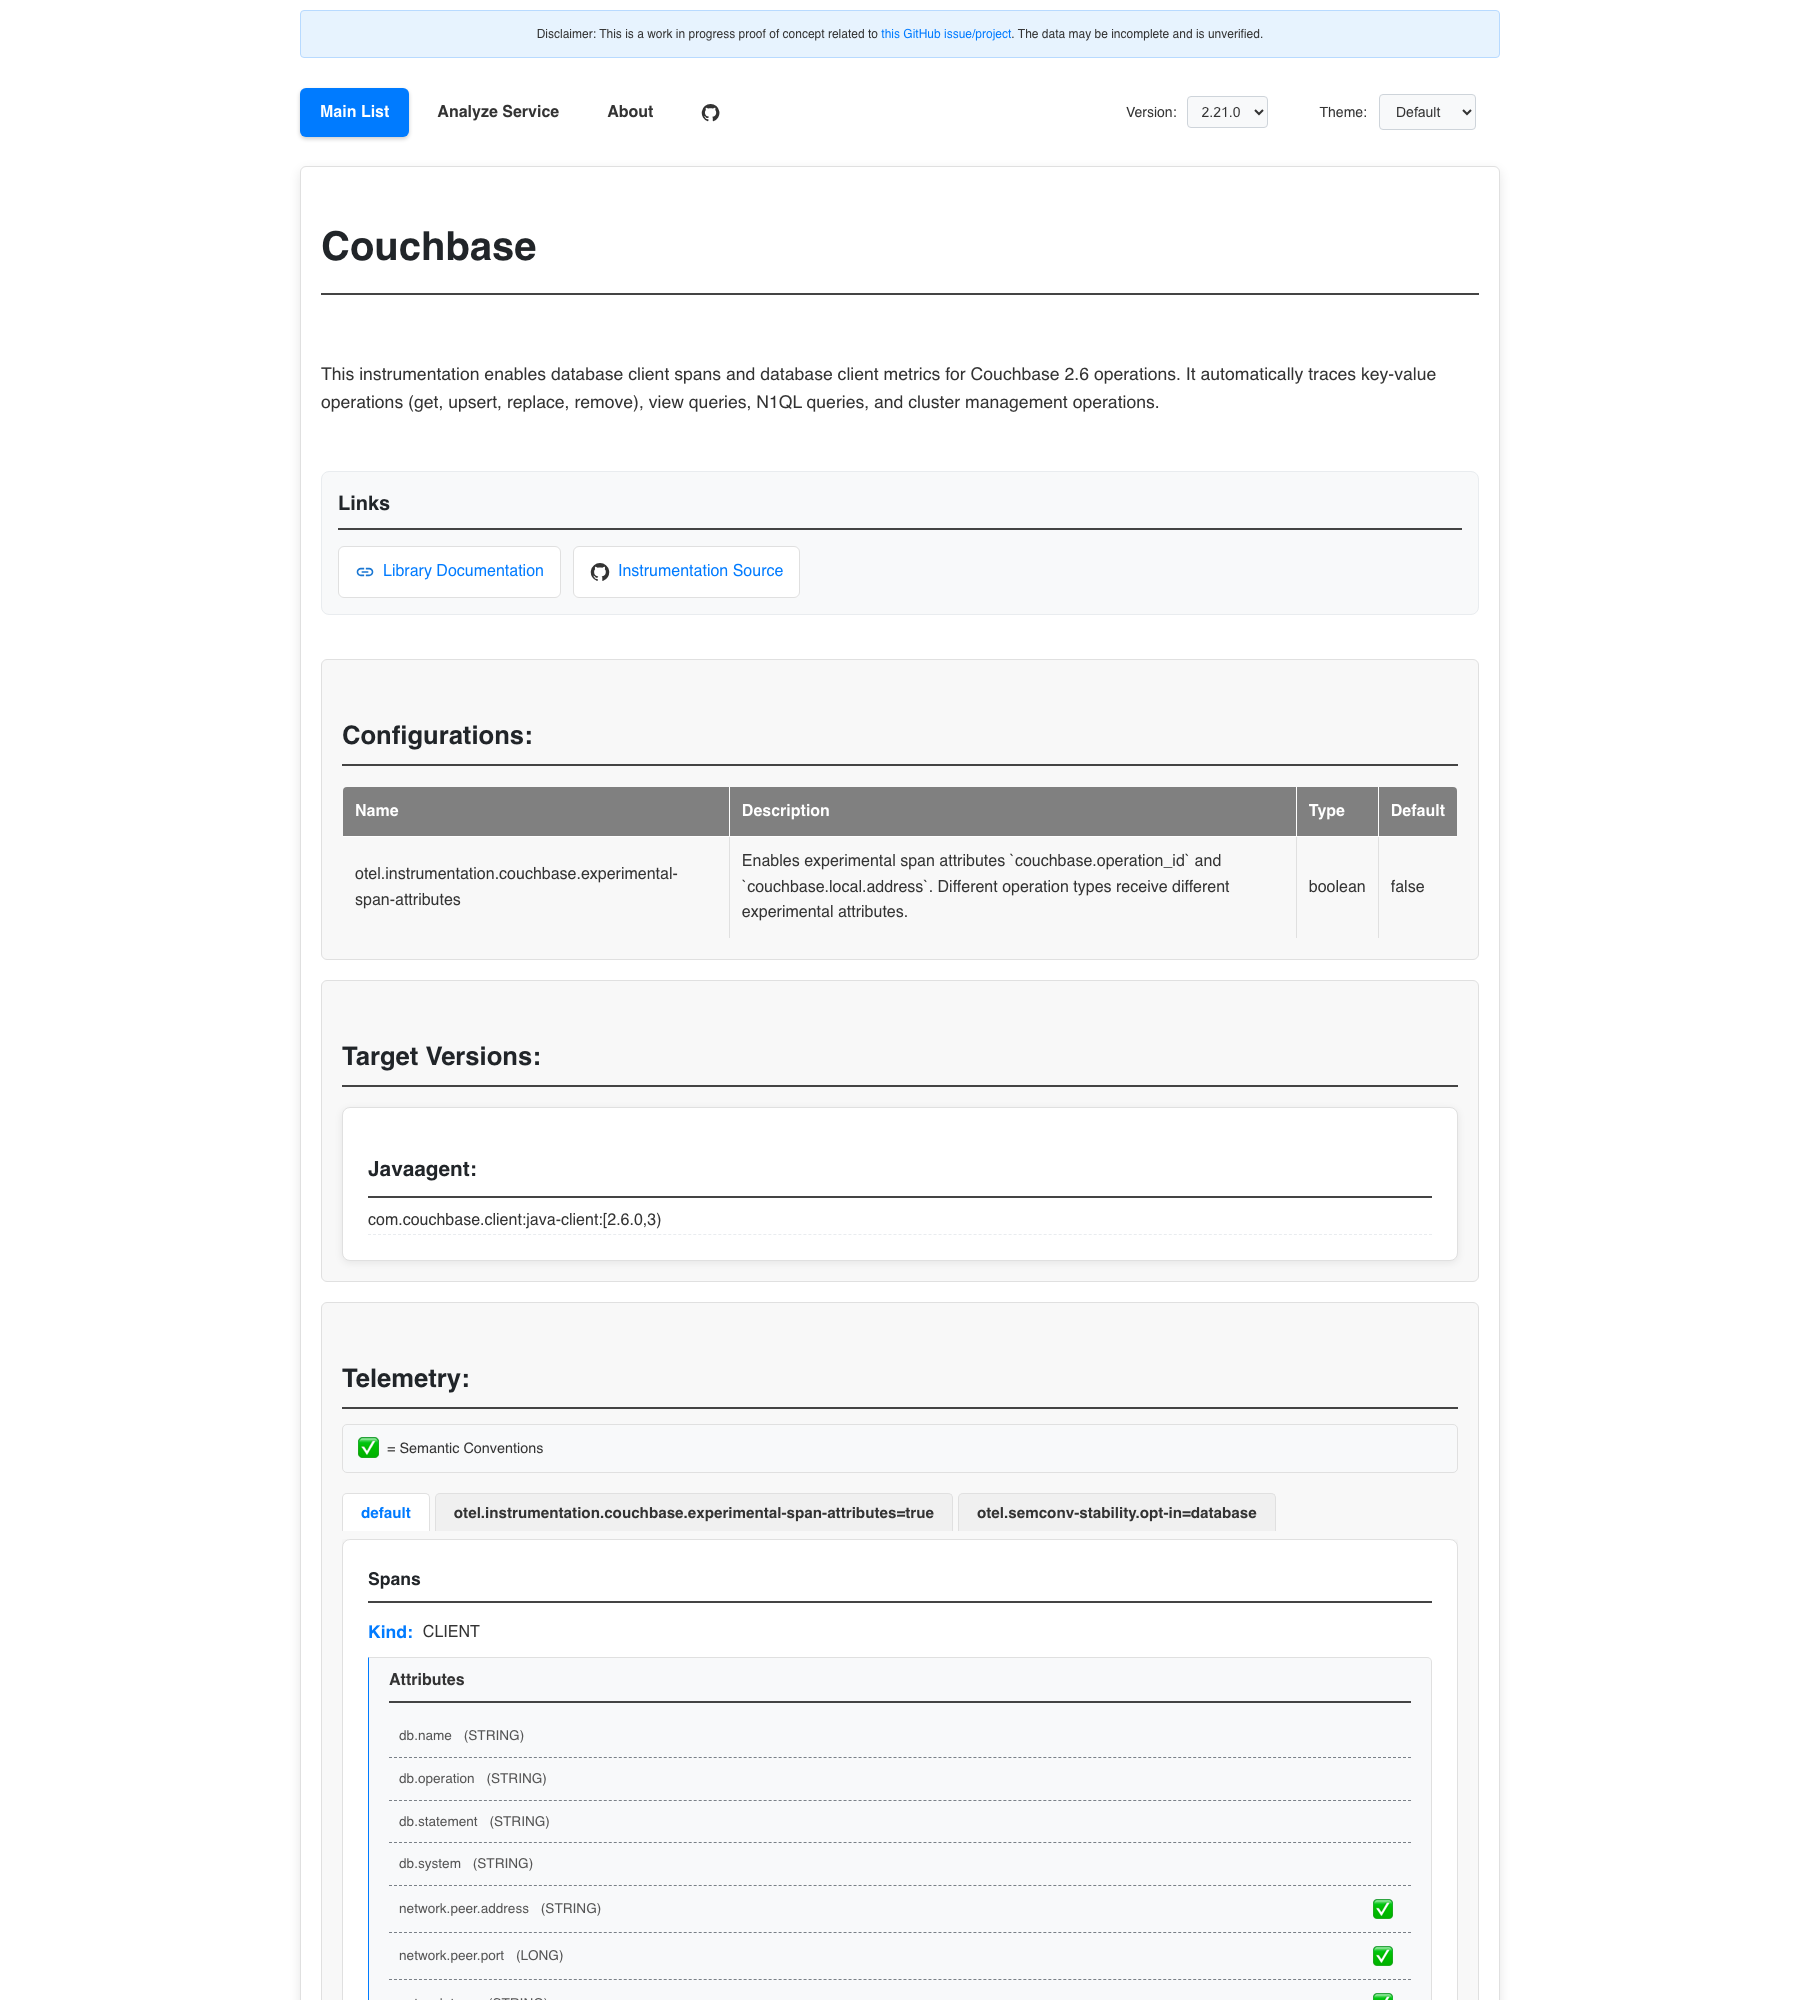 Disclaimer: This is a work in progress proof of concept related to this GitHub issue/project. The data may be incomplete and is unverified.
Main List Analyze Service About Version: 2.21.0 Theme: Default
Couchbase
This instrumentation enables database client spans and database client metrics for Couchbase 2.6 operations. It automatically traces key-value
operations (get, upsert, replace, remove), view queries, N1QL queries, and cluster management operations.
Links
Library Documentation Instrumentation Source
Configurations:
Name Description Type Default
otel.instrumentation.couchbase.experimental-
span-attributes
Enables experimental span attributes `couchbase.operation_id` and
`couchbase.local.address`. Different operation types receive different
experimental attributes.
boolean
false
Target Versions:
Javaagent:
com.couchbase.client:java-client:[2.6.0,3)
Telemetry:
= Semantic Conventions
default otel.instrumentation.couchbase.experimental-span-attributes=true otel.semconv-stability.opt-in=database
Spans
Kind: CLIENT
Attributes
db.name (STRING)
db.operation (STRING)
db.statement (STRING)
db.system (STRING)
network.peer.address (STRING)
network.peer.port (LONG)